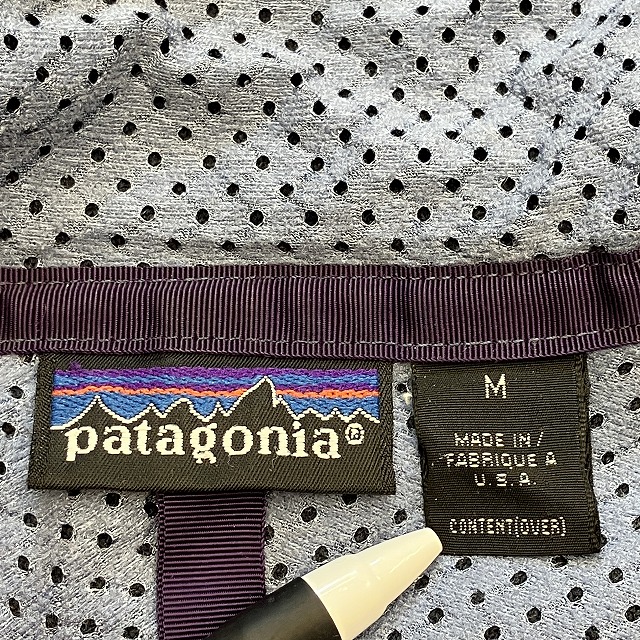 patagonia®
M
MADE IN/
FABRIQUE A
U.S.A.
CONTENT(OVER)